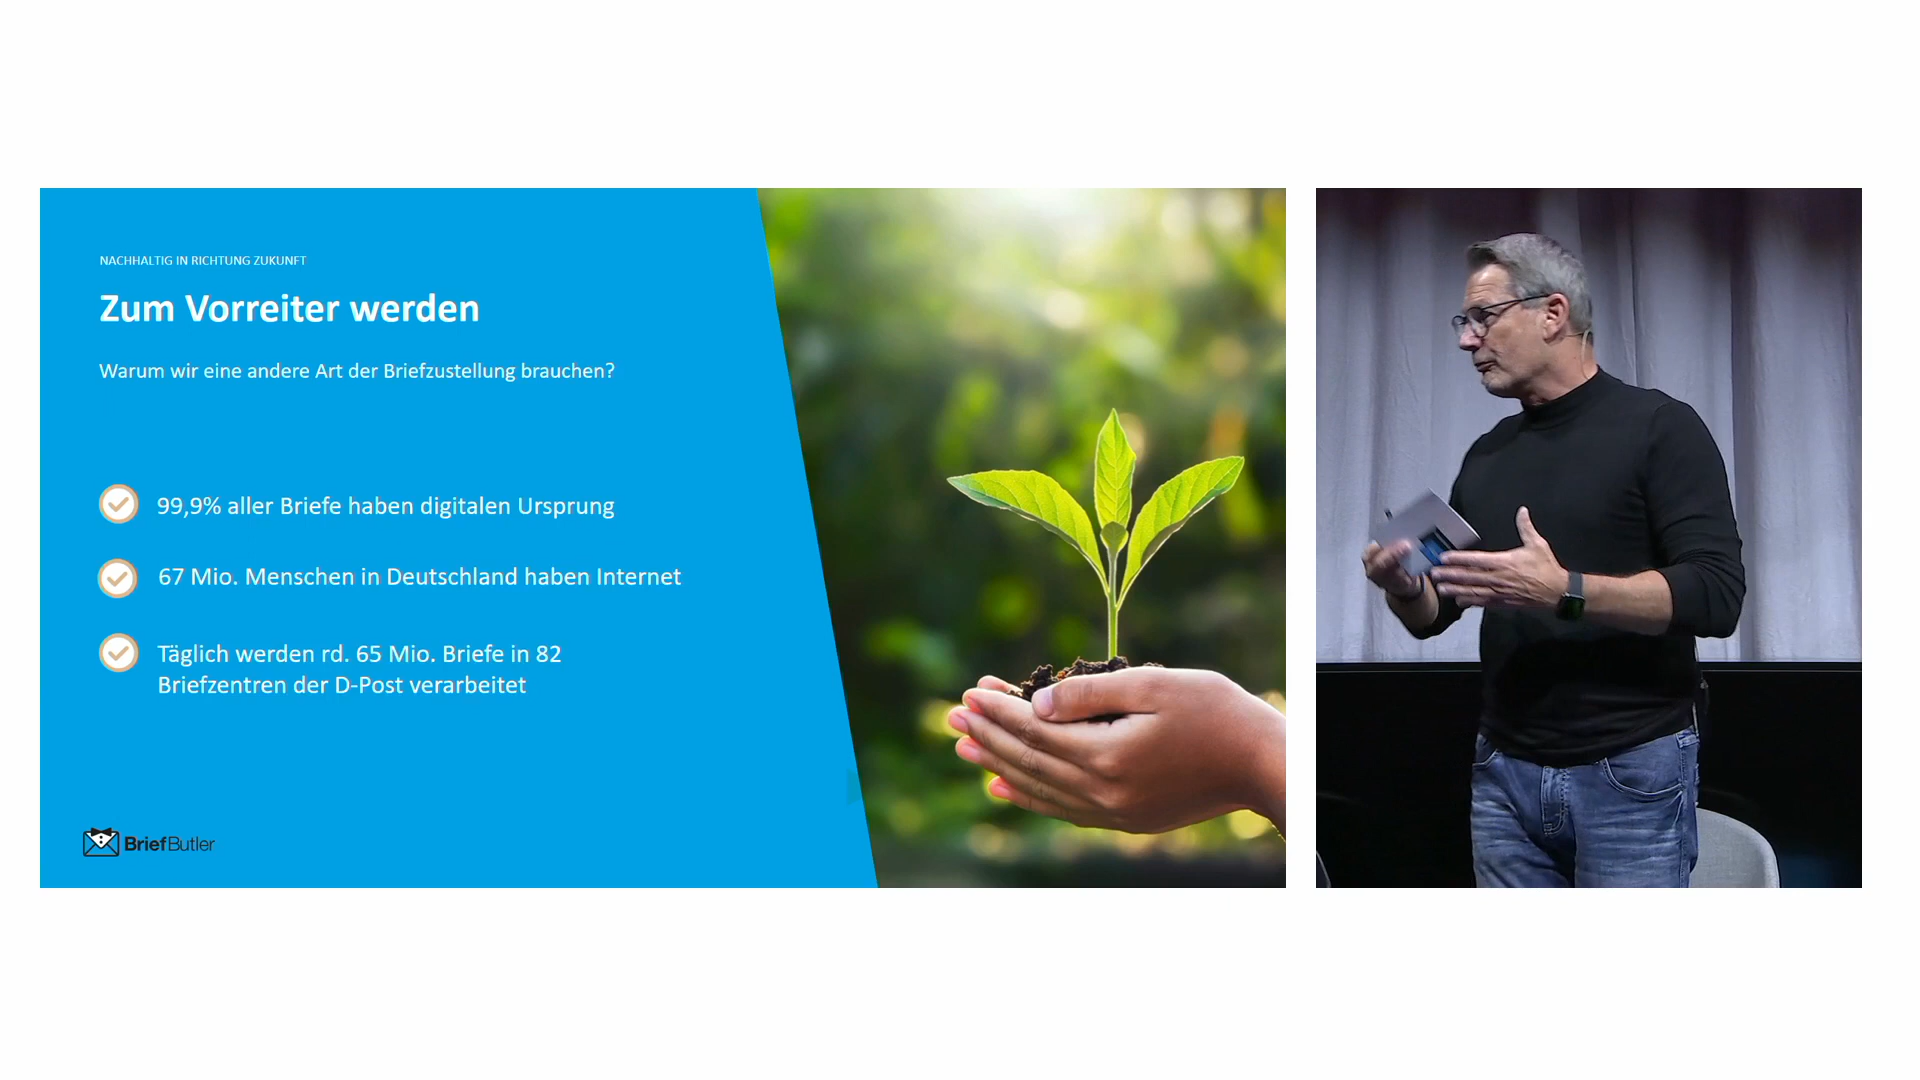 NACHHALTIG IN RICHTUNG ZUKUNFT
Zum Vorreiter werden
Warum wir eine andere Art der Briefzustellung brauchen?
99,9% aller Briefe haben digitalen Ursprung
67 Mio. Menschen in Deutschland haben Internet
Täglich werden rd. 65 Mio. Briefe in 82
Briefzentren der D-Post verarbeitet
BriefButler